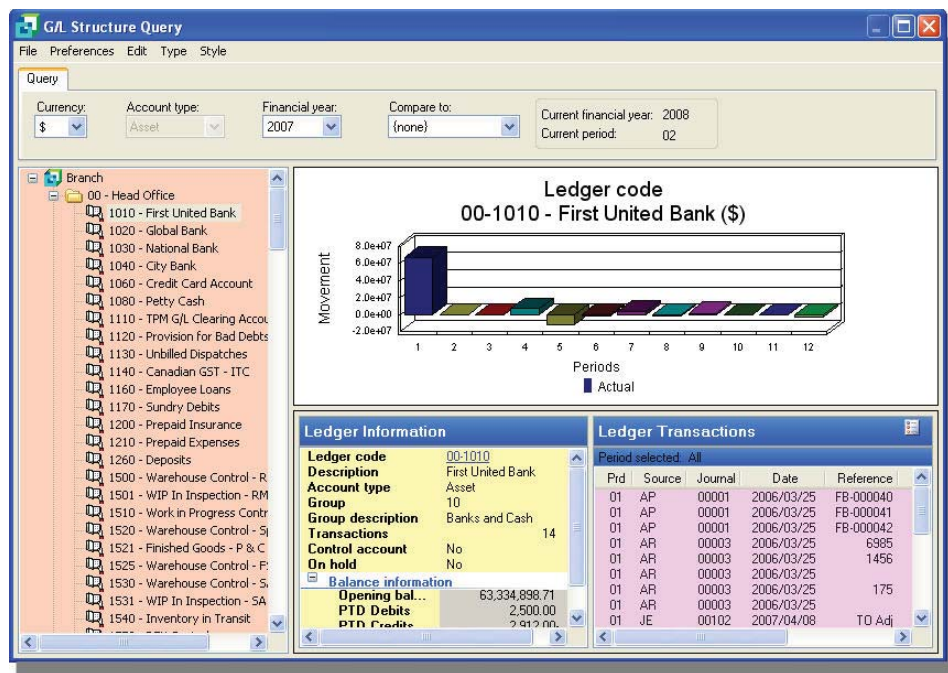 G/L Structure Query
File Preferences Edit Type Style
Query
Currency: Account type: Financial year: Compare to:
$ Asset 2007 {none}
Current financial year: 2008
Current period: 02
Branch
00 - Head Office
1010 - First United Bank
1020 - Global Bank
1030 - National Bank
1040 - City Bank
1060 - Credit Card Account
1080 - Petty Cash
1110 - TPM G/L Clearing Accou
1120 - Provision for Bad Debts
1130 - Unbilled Dispatches
1140 - Canadian GST - ITC
1160 - Employee Loans
1170 - Sundry Debits
1200 - Prepaid Insurance
1210 - Prepaid Expenses
1260 - Deposits
1500 - Warehouse Control - R
1501 - WIP In Inspection - RM
1510 - Work in Progress Contr
1520 - Warehouse Control - S
1521 - Finished Goods - P & C
1525 - Warehouse Control - F
1530 - Warehouse Control - S
1531 - WIP In Inspection - SA
1540 - Inventory in Transit
Ledger code
00-1010 - First United Bank ($)
Movement
8.0e+07
6.0e+07
4.0e+07
2.0e+07
0.0e+00
-2.0e+07
1 2 3 4 5 6 7 8 9 10 11 12
Periods
Actual
Ledger Information
Ledger code 00-1010
Description First United Bank
Account type Asset
Group 10
Group description Banks and Cash
Transactions 14
Control account No
On hold No
Balance information
Opening bal... 63,334,898.71
PTD Debits 2,500.00
PTD Credits 2,912.00-
Ledger Transactions
Period selected: All
Prd Source Journal Date Reference
01 AP 00001 2006/03/25 FB-000040
01 AP 00001 2006/03/25 FB-000041
01 AP 00001 2006/03/25 FB-000042
01 AR 00003 2006/03/25 6985
01 AR 00003 2006/03/25 1456
01 AR 00003 2006/03/25
01 AR 00003 2006/03/25 175
01 AR 00003 2006/03/25
01 JE 00102 2007/04/08 TO Adj